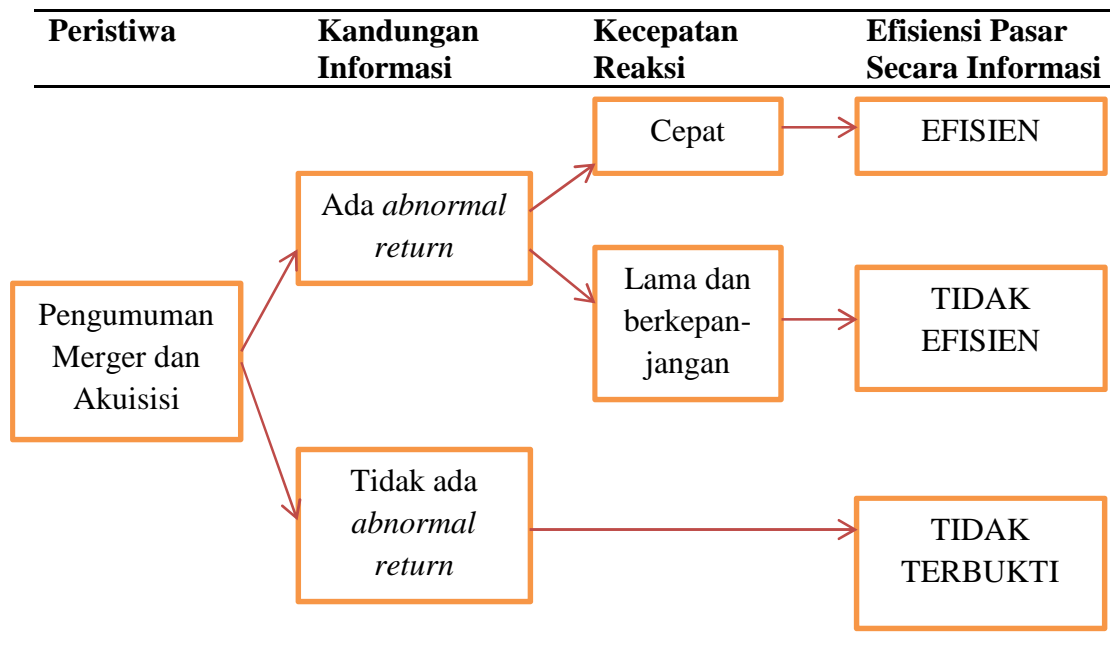 Peristiwa
Kandungan
Informasi
Kecepatan
Reaksi
Efisiensi Pasar
Secara Informasi
Pengumuman
Merger dan
Akuisisi
Ada abnormal
return
Cepat
EFISIEN
Lama dan
berkepan-
jangan
TIDAK
EFISIEN
Tidak ada
abnormal
return
TIDAK
TERBUKTI